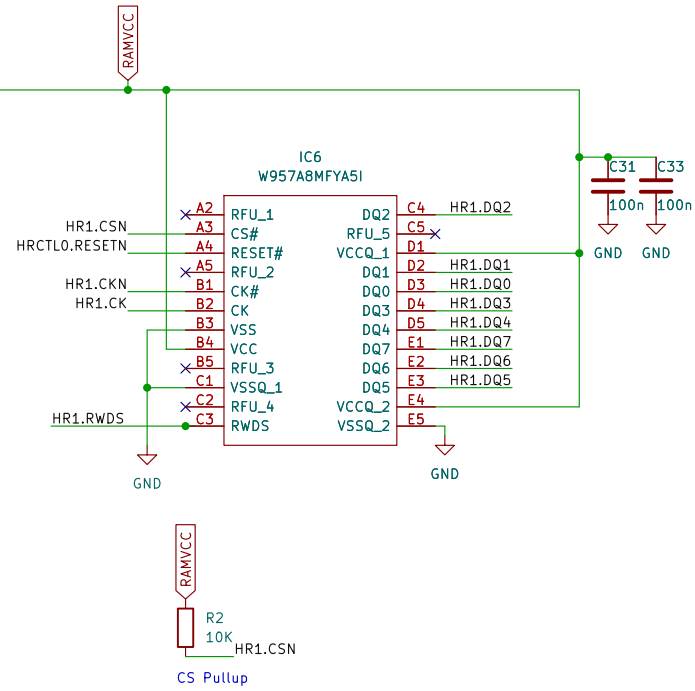 RAMVCC
IC6
W957A8MFYA5I
C31
C33
100n
100n
GND
GND
A2 RFU_1
HR1.CSN A3 CS#
HRCTL0.RESETN A4 RESET#
A5 RFU_2
HR1.CKN B1 CK#
HR1.CK B2 CK
B3 VSS
B4 VCC
B5 RFU_3
C1 VSSQ_1
C2 RFU_4
HR1.RWDS C3 RWDS
DQ2 C4 HR1.DQ2
RFU_5 C5
VCCQ_1 D1
DQ1 D2 HR1.DQ1
DQ0 D3 HR1.DQ0
DQ3 D4 HR1.DQ3
DQ4 D5 HR1.DQ4
DQ7 E1 HR1.DQ7
DQ6 E2 HR1.DQ6
DQ5 E3 HR1.DQ5
VCCQ_2 E4
VSSQ_2 E5
GND
GND
RAMVCC
R2
10K
HR1.CSN
CS Pullup